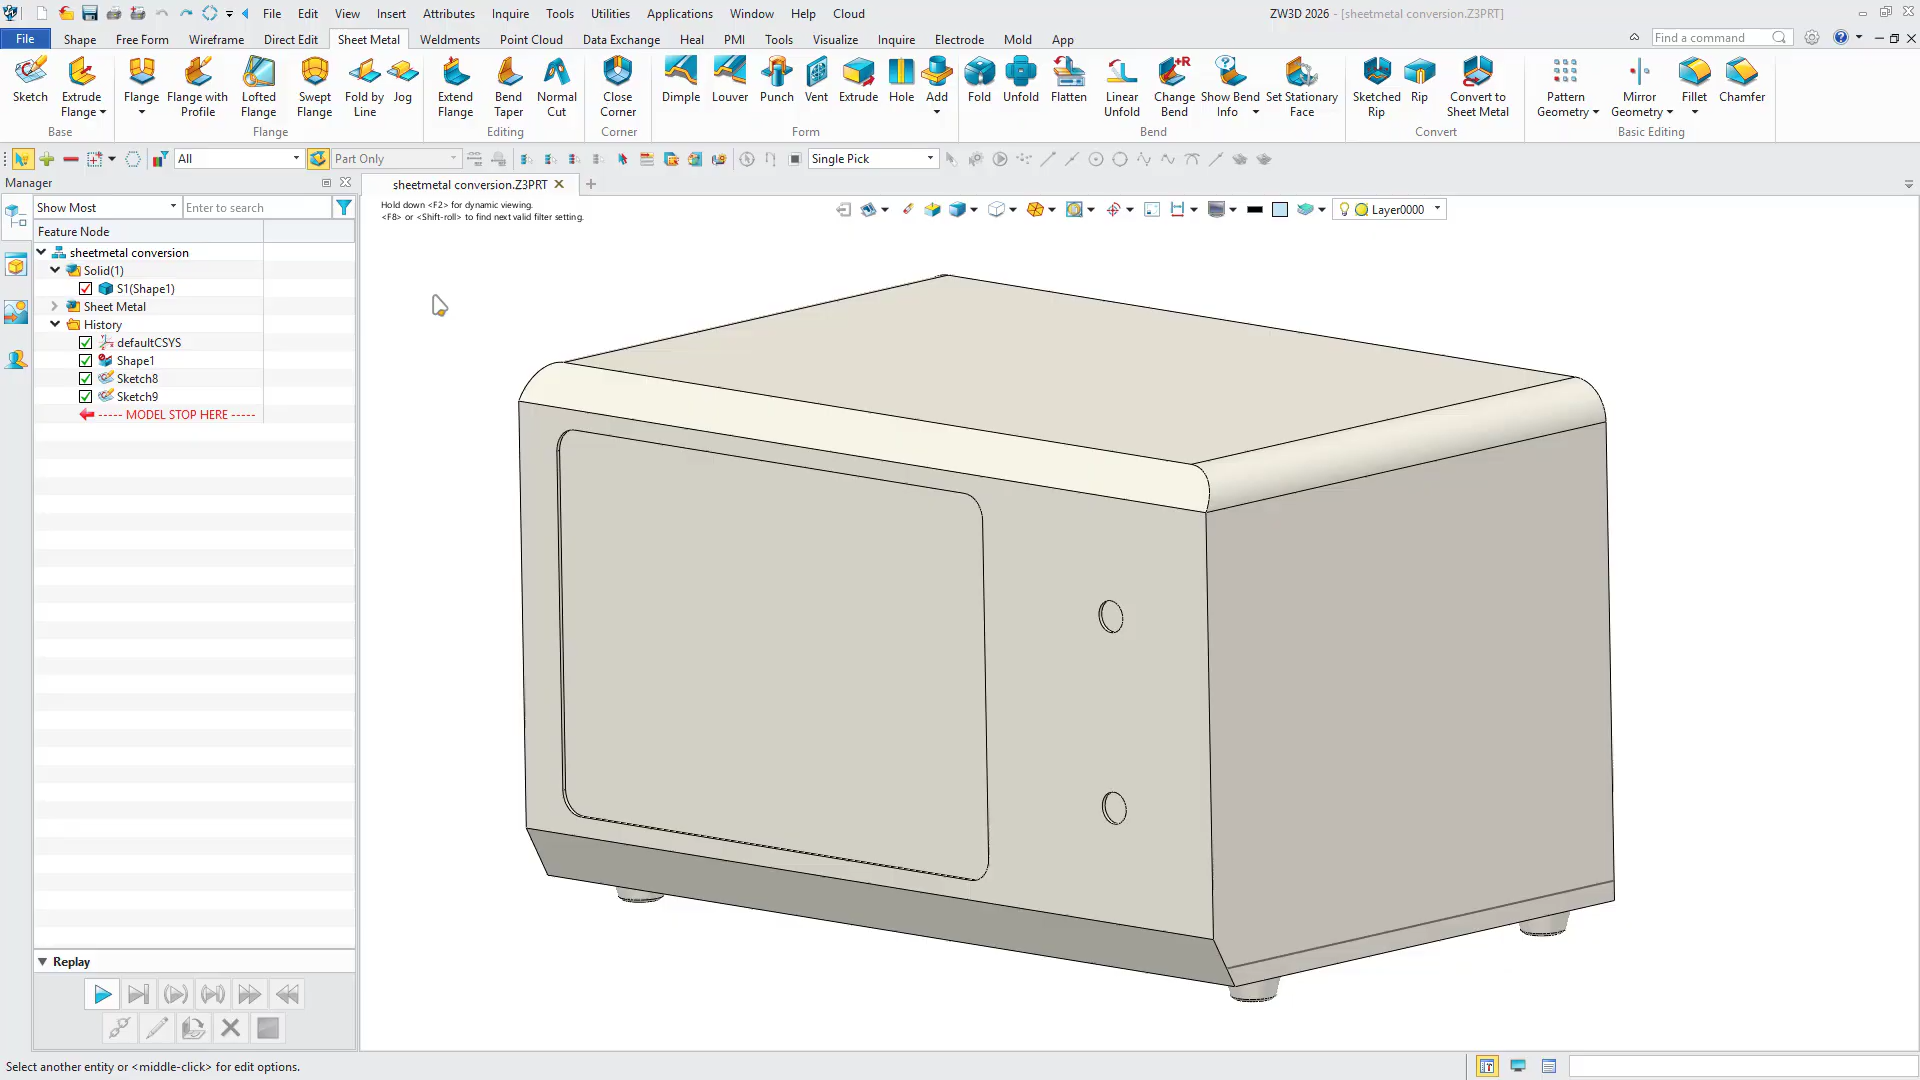 File Edit View Insert Attributes Inquire Tools Utilities Applications Window Help Cloud ZW3D 2026 - [sheetmetal conversion.Z3PRT]
File Shape Free Form Wireframe Direct Edit Sheet Metal Weldments Point Cloud Data Exchange Heal PMI Tools Visualize Inquire Electrode Mold App Find a command
Sketch Extrude Flange Flange Flange with Profile Lofted Flange Swept Flange Fold by Line Jog Extend Flange Bend Taper Normal Cut Close Corner Dimple Louver Punch Vent Extrude Hole Add Fold Unfold Flatten Linear Unfold Change Bend Show Bend Info Set Stationary Face Sketched Rip Rip Convert to Sheet Metal Pattern Geometry Mirror Geometry Fillet Chamfer
Base Flange Editing Corner Form Bend Convert Basic Editing
All Part Only Single Pick
Manager
sheetmetal conversion.Z3PRT
Show Most Enter to search
Hold down <F2> for dynamic viewing.
<F8> or <Shift-roll> to find next valid filter setting.
Layer0000
Feature Node
sheetmetal conversion
Solid(1)
S1(Shape1)
Sheet Metal
History
defaultCSYS
Shape1
Sketch8
Sketch9
----- MODEL STOP HERE -----
Replay
Select another entity or <middle-click> for edit options.